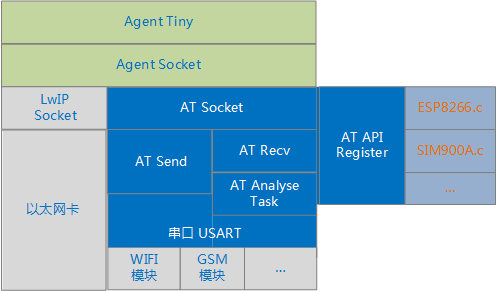 Agent Tiny
Agent Socket
LwIP
Socket
AT Socket
AT API
Register
ESP8266.c
SIM900A.c
...
AT Send
AT Recv
AT Analyse
Task
以太网卡
串口 USART
WIFI
模块
GSM
模块
...